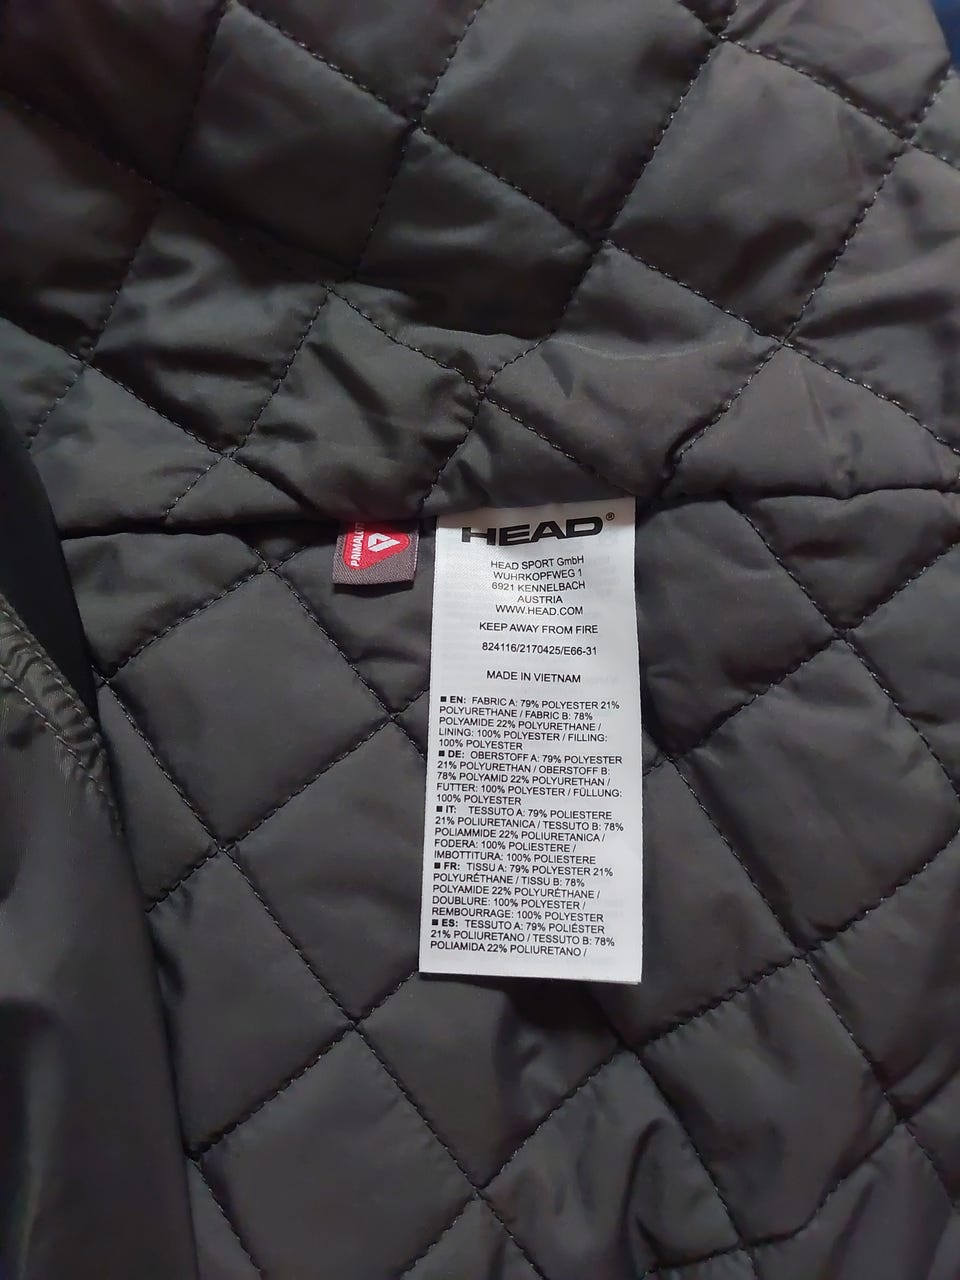 HEAD®
HEAD SPORT GmbH
WUHRKOPFWEG 1
6921 KENNELBACH
AUSTRIA
WWW.HEAD.COM
KEEP AWAY FROM FIRE
824116/2170425/E66-31
MADE IN VIETNAM
■ EN: FABRIC A: 79% POLYESTER 21%
POLYURETHANE / FABRIC B: 78%
POLYAMIDE 22% POLYURETHANE /
LINING: 100% POLYESTER / FILLING:
100% POLYESTER
■ DE: OBERSTOFF A: 79% POLYESTER
21% POLYURETHAN / OBERSTOFF B:
78% POLYAMID 22% POLYURETHAN /
FUTTER: 100% POLYESTER / FÜLLUNG:
100% POLYESTER
■ IT: TESSUTO A: 79% POLIESTERE
21% POLIURETANICA / TESSUTO B: 78%
POLIAMMIDE 22% POLIURETANICA /
FODERA: 100% POLIESTERE /
IMBOTTITURA: 100% POLIESTERE
■ FR: TISSU A: 79% POLYESTER 21%
POLYURÉTHANE / TISSU B: 78%
POLYAMIDE 22% POLYURÉTHANE /
DOUBLURE: 100% POLYESTER /
REMBOURRAGE: 100% POLYESTER
■ ES: TESSUTO A: 79% POLIÉSTER
21% POLIURETANO / TESSUTO B: 78%
POLIAMIDA 22% POLIURETANO /